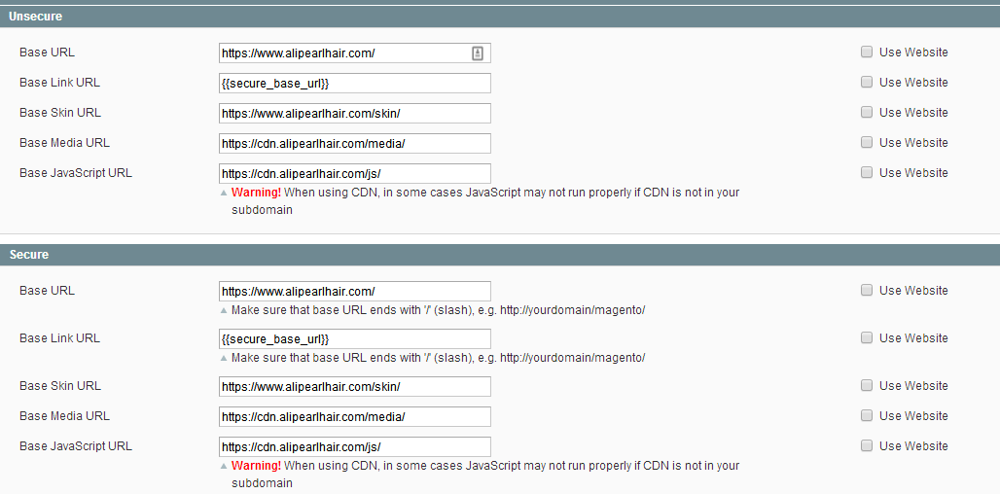 Unsecure
Base URL https://www.alipearlhair.com/ Use Website
Base Link URL {{secure_base_url}} Use Website
Base Skin URL https://www.alipearlhair.com/skin/ Use Website
Base Media URL https://cdn.alipearlhair.com/media/ Use Website
Base JavaScript URL https://cdn.alipearlhair.com/js/ Use Website
Warning! When using CDN, in some cases JavaScript may not run properly if CDN is not in your
subdomain
Secure
Base URL https://www.alipearlhair.com/ Use Website
Make sure that base URL ends with '/' (slash), e.g. http://yourdomain/magento/
Base Link URL {{secure_base_url}} Use Website
Make sure that base URL ends with '/' (slash), e.g. http://yourdomain/magento/
Base Skin URL https://www.alipearlhair.com/skin/ Use Website
Base Media URL https://cdn.alipearlhair.com/media/ Use Website
Base JavaScript URL https://cdn.alipearlhair.com/js/ Use Website
Warning! When using CDN, in some cases JavaScript may not run properly if CDN is not in your
subdomain